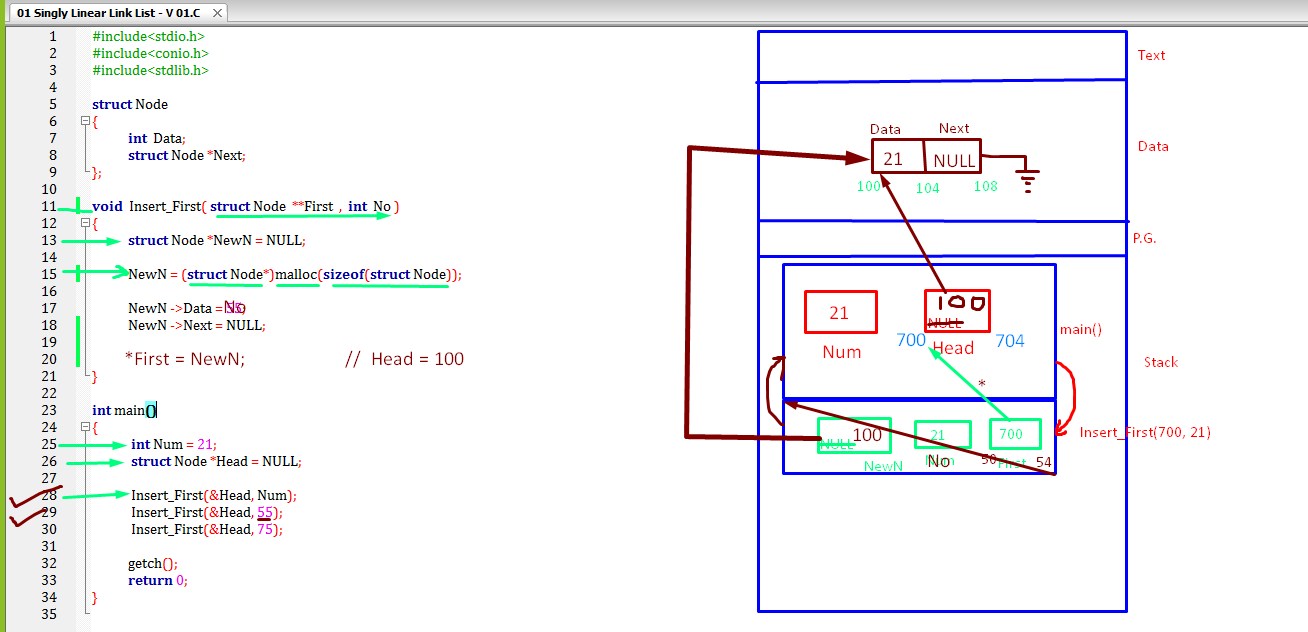 01 Singly Linear Link List - V 01.C
1 #include<stdio.h>
2 #include<conio.h>
3 #include<stdlib.h>
4
5 struct Node
6 {
7 int Data;
8 struct Node *Next;
9 };
10
11 void Insert_First( struct Node **First , int No )
12 {
13 struct Node *NewN = NULL;
14
15 NewN = (struct Node*)malloc(sizeof(struct Node));
16
17 NewN ->Data = No
18 NewN ->Next = NULL;
19
20 *First = NewN; // Head = 100
21 }
22
23 int main()
24 {
25 int Num = 21;
26 struct Node *Head = NULL;
27
28 Insert_First(&Head, Num);
29 Insert_First(&Head, 55);
30 Insert_First(&Head, 75);
31
32 getch();
33 return 0;
34 }
35
Text
Data Next
21 NULL
Data
100 104 108
P.G.
21 100
NULL
main()
700 704
Num Head
Stack
*
NULL 100 21 700
Insert_First(700, 21)
NewN No Num 50 First 54